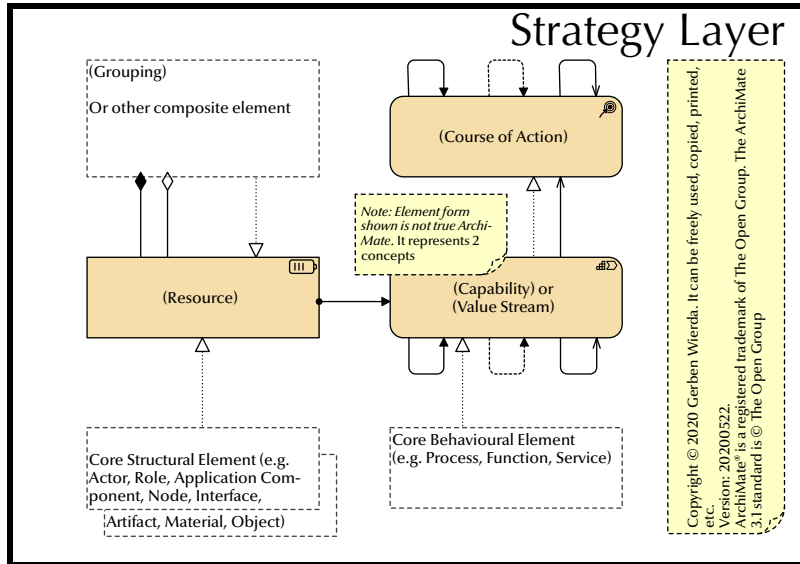 Strategy Layer
(Grouping)
Or other composite element
(Course of Action)
Note: Element form
shown is not true Archi-
Mate. It represents 2
concepts
(Resource)
(Capability) or
(Value Stream)
Core Structural Element (e.g.
Actor, Role, Application Com-
ponent, Node, Interface,
Artifact, Material, Object)
Core Behavioural Element
(e.g. Process, Function, Service)
Copyright © 2020 Gerben Wierda. It can be freely used, copied, printed,
etc.
Version: 20200522.
ArchiMate® is a registered trademark of The Open Group. The ArchiMate
3.1 standard is © The Open Group